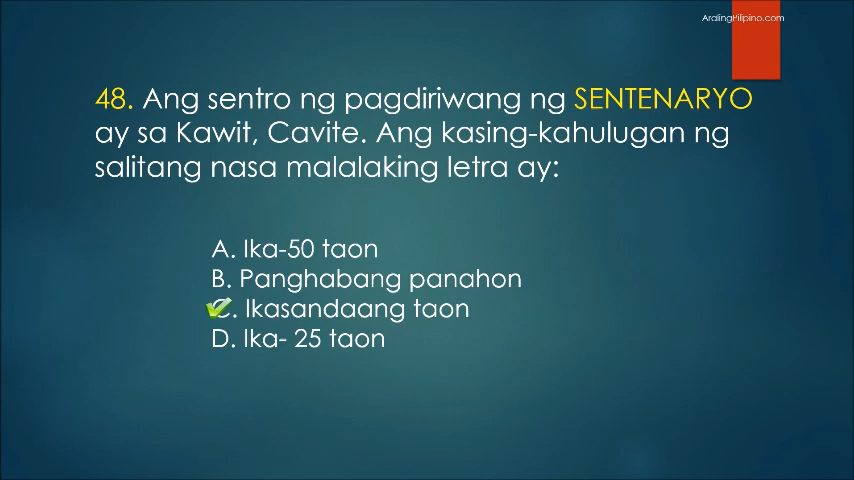 AralingPilipino.com
48. Ang sentro ng pagdiriwang ng SENTENARYO
ay sa Kawit, Cavite. Ang kasing-kahulugan ng
salitang nasa malalaking letra ay:
A. Ika-50 taon
B. Panghabang panahon
C. Ikasandaang taon
D. Ika- 25 taon